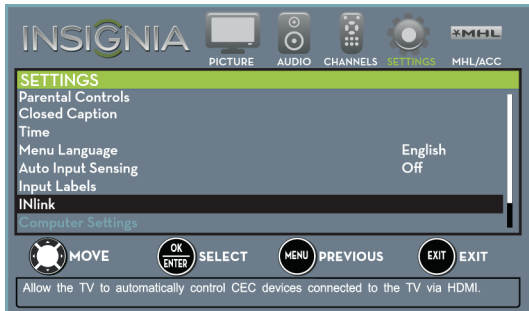 INSIGNIA
PICTURE AUDIO CHANNELS SETTINGS MHL MHL/ACC
SETTINGS
Parental Controls
Closed Caption
Time
Menu Language English
Auto Input Sensing Off
Input Labels
INlink
Computer Settings
MOVE OK ENTER SELECT MENU PREVIOUS EXIT EXIT
Allow the TV to automatically control CEC devices connected to the TV via HDMI.